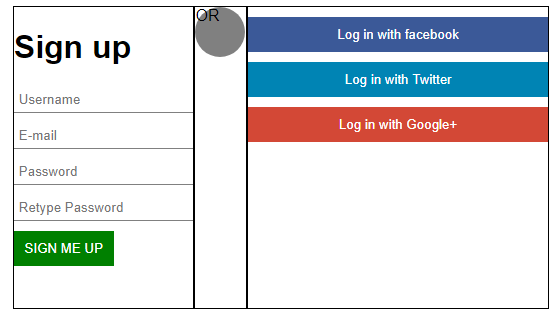 Sign up
Username
E-mail
Password
Retype Password
SIGN ME UP
OR
Log in with facebook
Log in with Twitter
Log in with Google+